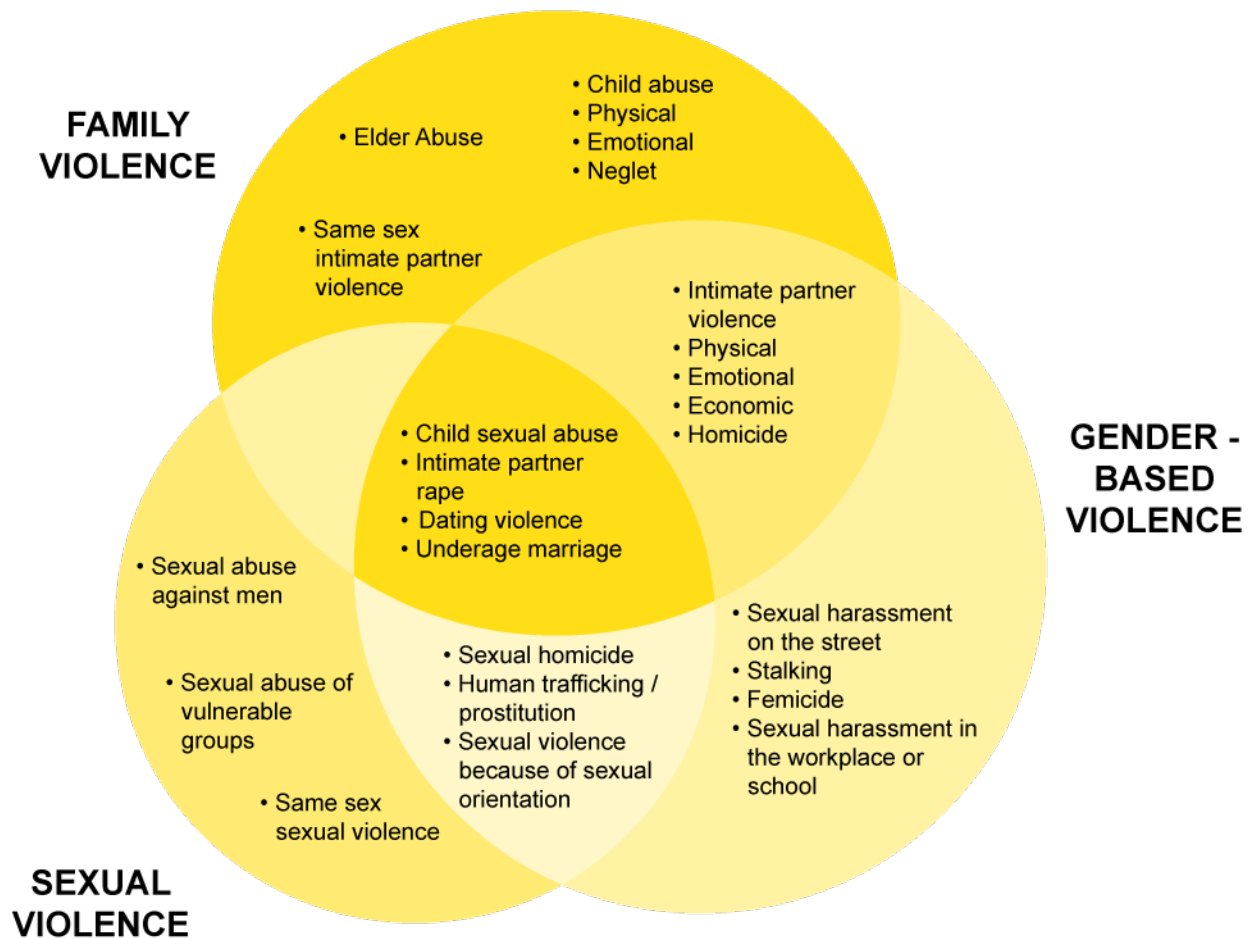 FAMILY
VIOLENCE
• Elder Abuse
• Child abuse
• Physical
• Emotional
• Neglet
• Same sex
intimate partner
violence
• Intimate partner
violence
• Physical
• Emotional
• Economic
• Homicide
GENDER -
BASED
VIOLENCE
• Child sexual abuse
• Intimate partner
rape
• Dating violence
• Underage marriage
• Sexual abuse
against men
• Sexual abuse of
vulnerable
groups
• Same sex
sexual violence
• Sexual homicide
• Human trafficking /
prostitution
• Sexual violence
because of sexual
orientation
• Sexual harassment
on the street
• Stalking
• Femicide
• Sexual harassment in
the workplace or
school
SEXUAL
VIOLENCE